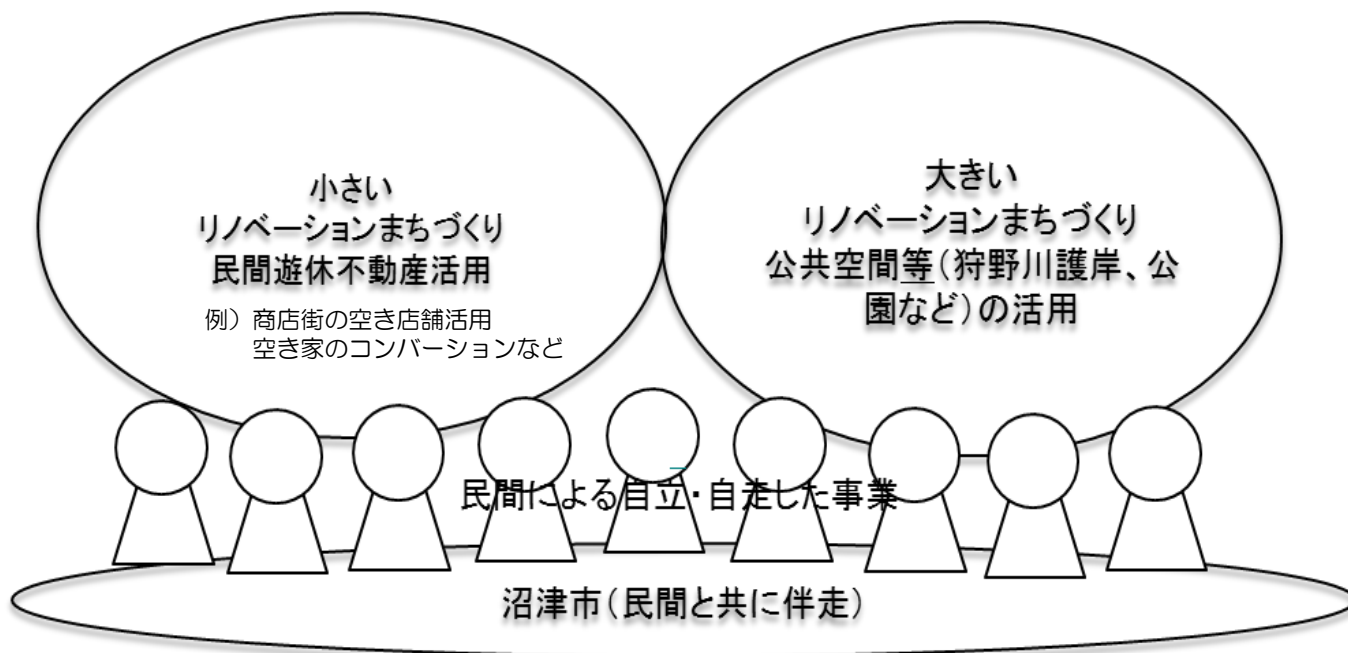 小さい
リノベーションまちづくり
民間遊休不動産活用
例）商店街の空き店舗活用
空き家のコンバーションなど
大きい
リノベーションまちづくり
公共空間等（狩野川護岸、公
園など）の活用
民間による自立・自走した事業
沼津市（民間と共に伴走）